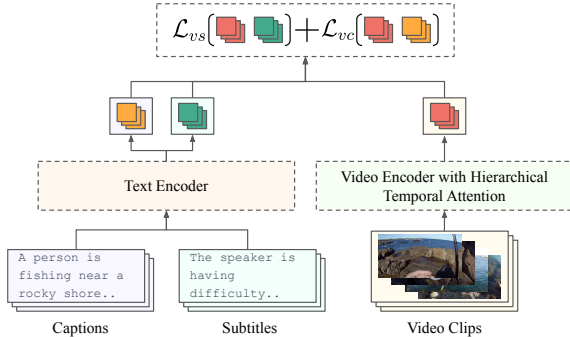 ℒvs( ) + ℒvc( )
Text Encoder
Video Encoder with Hierarchical
Temporal Attention
A person is
fishing near a
rocky shore..
The speaker is
having
difficulty..
Captions
Subtitles
Video Clips